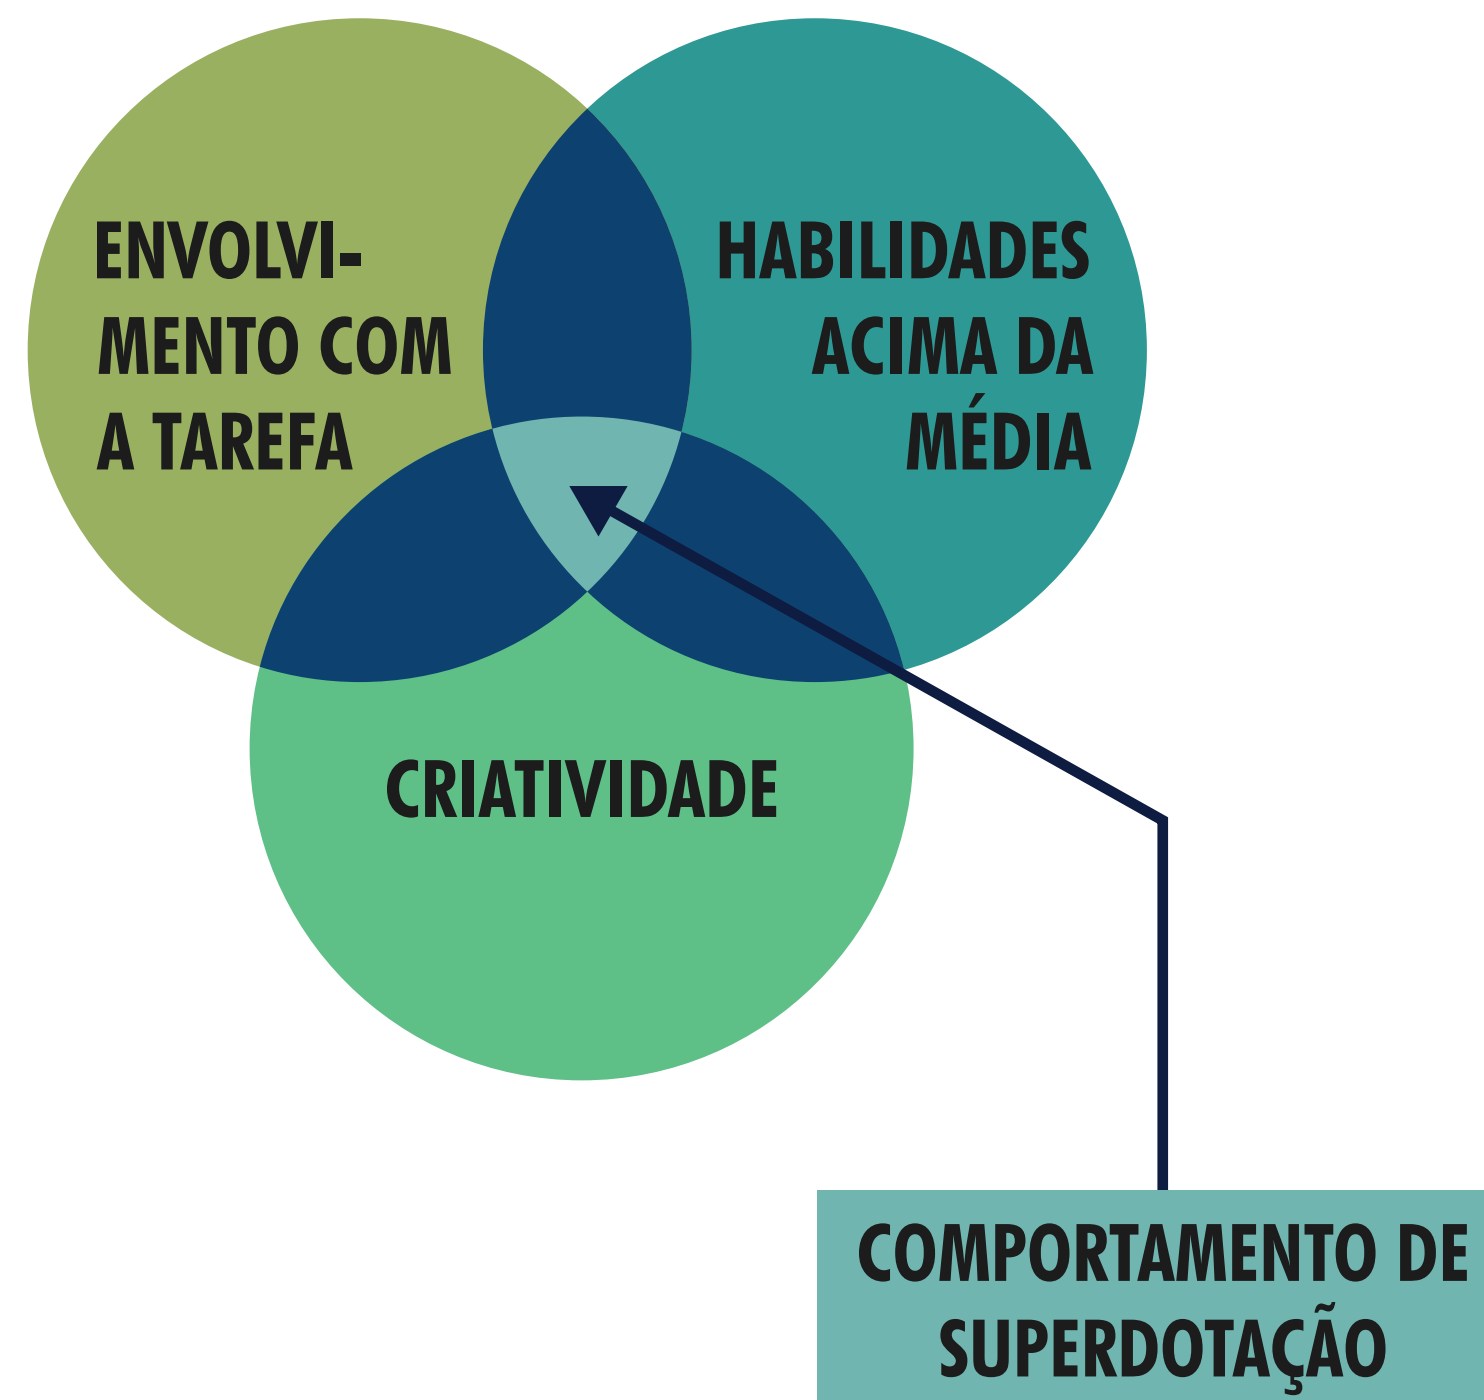 ENVOLVI-
MENTO COM
A TAREFA
HABILIDADES
ACIMA DA
MÉDIA
CRIATIVIDADE
COMPORTAMENTO DE
SUPERDOTAÇÃO